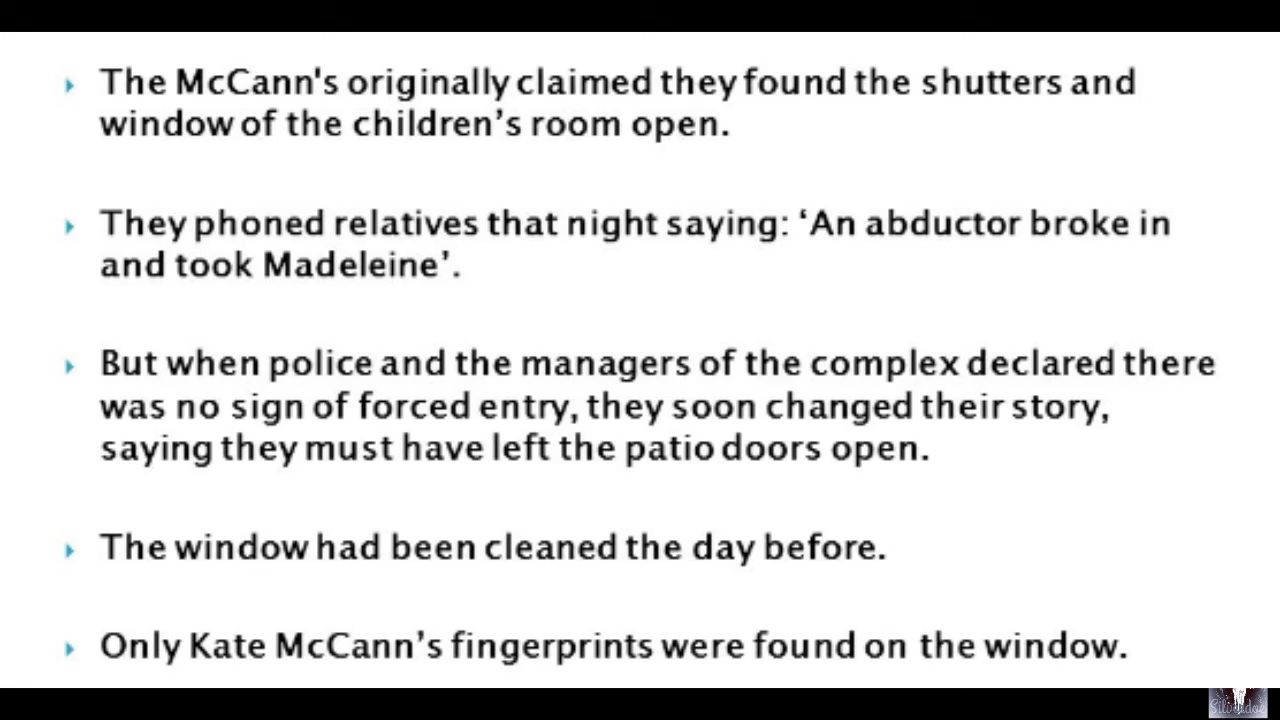 The McCann's originally claimed they found the shutters and
window of the children’s room open.
They phoned relatives that night saying: ‘An abductor broke in
and took Madeleine’.
But when police and the managers of the complex declared there
was no sign of forced entry, they soon changed their story,
saying they must have left the patio doors open.
The window had been cleaned the day before.
Only Kate McCann’s fingerprints were found on the window.